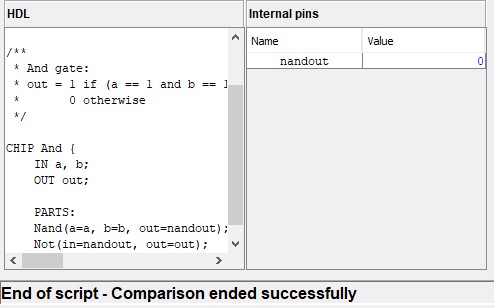 HDL
/**
 * And gate:
 * out = 1 if (a == 1 and b == 1
 *       0 otherwise
 */
CHIP And {
    IN a, b;
    OUT out;
    PARTS:
    Nand(a=a, b=b, out=nandout);
    Not(in=nandout, out=out);
Internal pins
Name Value
nandout 0
End of script - Comparison ended successfully